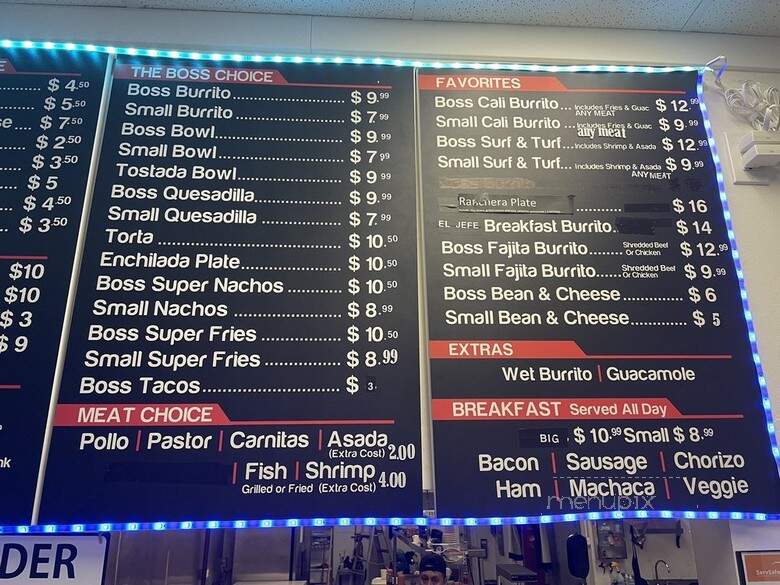 $ 4.50
$ 5.50
se... $ 7.50
$ 2.50
$ 3.50
$ 5
$ 4.50
$ 3.50
$10
$10
$ 3
$ 9
nk
DER
THE BOSS CHOICE
Boss Burrito $ 9.99
Small Burrito $ 7.99
Boss Bowl $ 9.99
Small Bowl $ 7.99
Tostada Bowl $ 9.99
Boss Quesadilla $ 9.99
Small Quesadilla $ 7.99
Torta $ 10.50
Enchilada Plate $ 10.50
Boss Super Nachos $ 10.50
Small Nachos $ 8.99
Boss Super Fries $ 10.50
Small Super Fries $ 8.99
Boss Tacos $ 3.
MEAT CHOICE
Pollo | Pastor | Carnitas | Asada
(Extra Cost) 2.00
| Fish | Shrimp
Grilled or Fried (Extra Cost) 4.00
FAVORITES
Boss Cali Burrito... Includes Fries & Guac $ 12.99
ANY MEAT
Small Cali Burrito ... Includes Fries & Guac $ 9.99
any meat
Boss Surf & Turf... Includes Shrimp & Asada $ 12.99
Small Surf & Turf... Includes Shrimp & Asada $ 9.99
ANY MEAT
Ranchera Plate $ 16
EL JEFE Breakfast Burrito. $ 14
Boss Fajita Burrito...... Shredded Beef Or Chicken $ 12.99
Small Fajita Burrito...... Shredded Beef Or Chicken $ 9.99
Boss Bean & Cheese $ 6
Small Bean & Cheese $ 5
EXTRAS
Wet Burrito | Guacamole
BREAKFAST Served All Day
BIG $ 10.99 Small $ 8.99
Bacon | Sausage | Chorizo
Ham | Machaca | Veggie
menupix
ServSafe